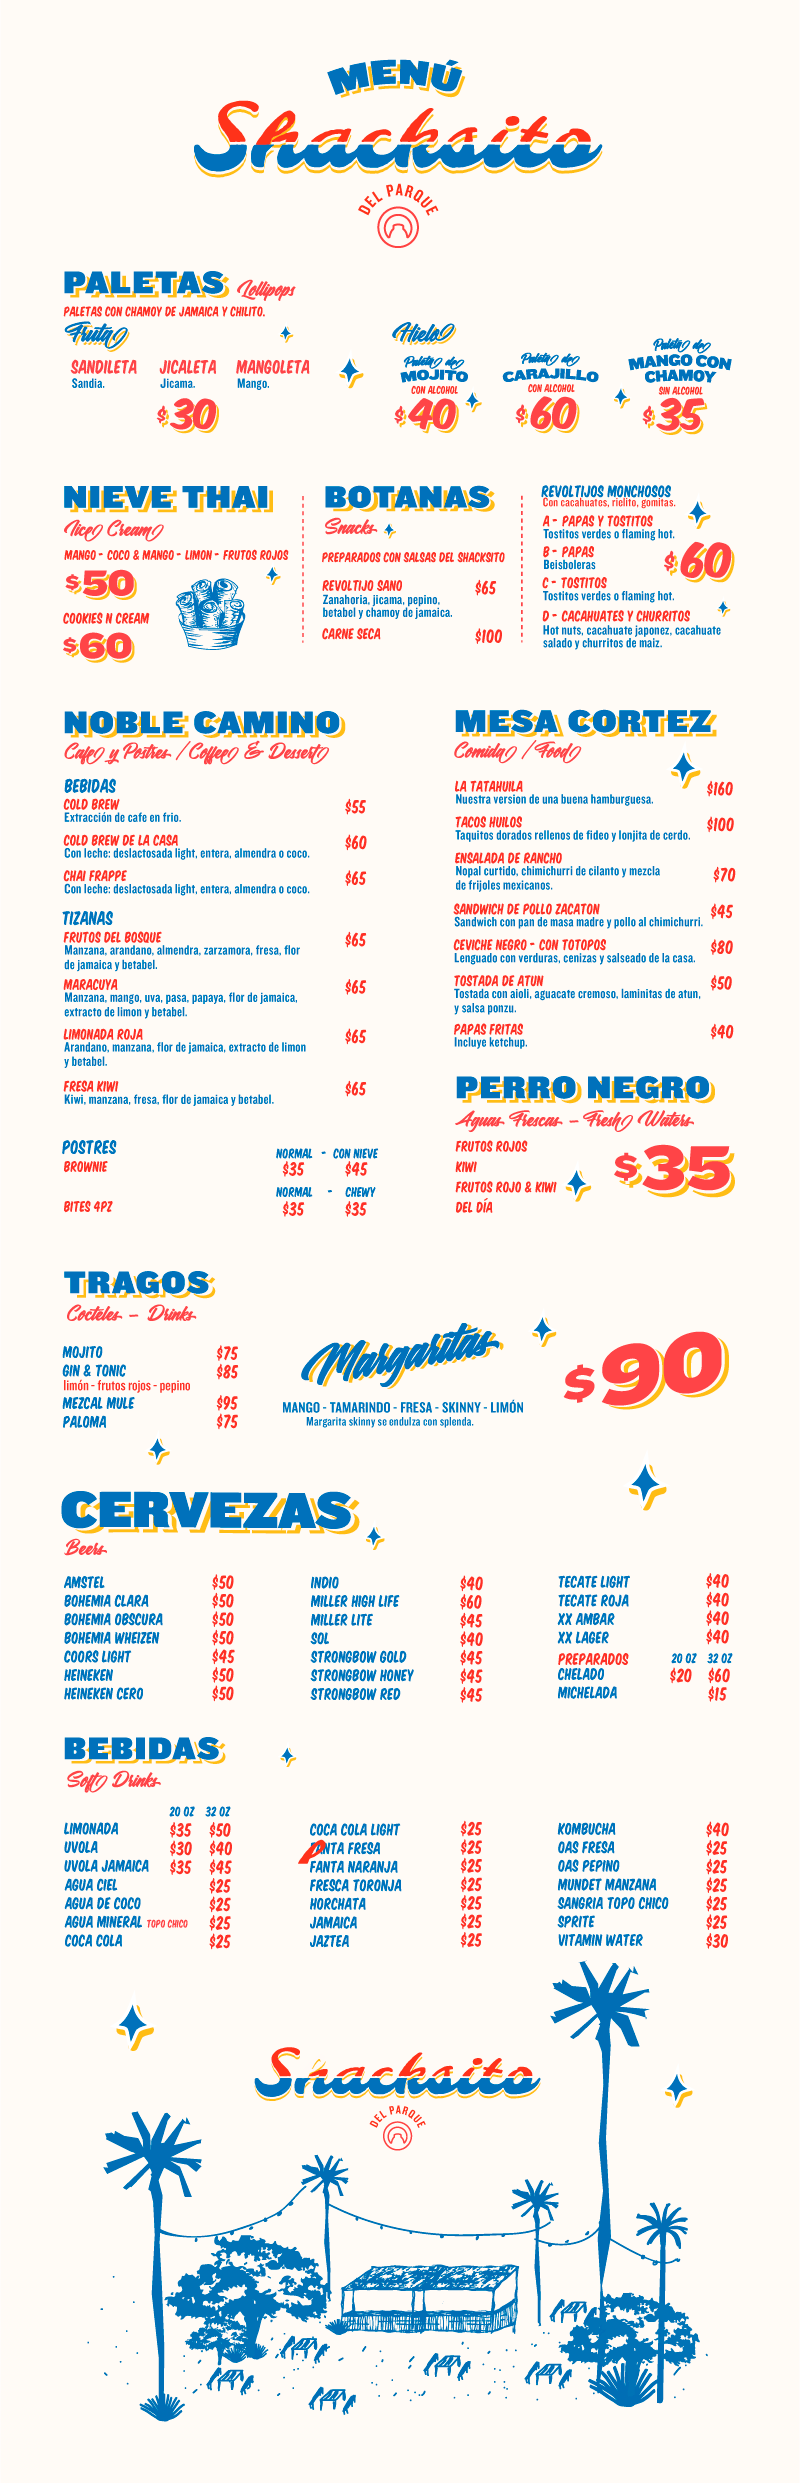 MENÚ
Shacksito
DEL PARQUE
PALETAS Lollipops
PALETAS CON CHAMOY DE JAMAICA Y CHILITO.
Fruta
SANDILETA
Sandia.
JICALETA
Jicama.
MANGOLETA
Mango.
$30
Hielo
Paleta de
MOJITO
CON ALCOHOL
$40
Paleta de
CARAJILLO
CON ALCOHOL
$60
Paleta de
MANGO CON
CHAMOY
SIN ALCOHOL
$35
NIEVE THAI
Ice Cream
MANGO - COCO & MANGO - LIMON - FRUTOS ROJOS
$50
COOKIES N CREAM
$60
BOTANAS
Snacks
PREPARADOS CON SALSAS DEL SHACKSITO
REVOLTIJO SANO $65
Zanahoria, jicama, pepino,
betabel y chamoy de jamaica.
CARNE SECA $100
REVOLTIJOS MONCHOSOS
Con cacahuates, rielito, gomitas.
A - PAPAS Y TOSTITOS
Tostitos verdes o flaming hot.
B - PAPAS
Beisboleras
$60
C - TOSTITOS
Tostitos verdes o flaming hot.
D - CACAHUATES Y CHURRITOS
Hot nuts, cacahuate japonez, cacahuate
salado y churritos de maiz.
NOBLE CAMINO
Cafe y Postres / Coffee & Dessert
BEBIDAS
COLD BREW $55
Extracción de cafe en frio.
COLD BREW DE LA CASA $60
Con leche: deslactosada light, entera, almendra o coco.
CHAI FRAPPE $65
Con leche: deslactosada light, entera, almendra o coco.
TIZANAS
FRUTOS DEL BOSQUE $65
Manzana, arandano, almendra, zarzamora, fresa, flor
de jamaica y betabel.
MARACUYA $65
Manzana, mango, uva, pasa, papaya, flor de jamaica,
extracto de limon y betabel.
LIMONADA ROJA $65
Arandano, manzana, flor de jamaica, extracto de limon
y betabel.
FRESA KIWI $65
Kiwi, manzana, fresa, flor de jamaica y betabel.
POSTRES
NORMAL - CON NIEVE
BROWNIE $35 $45
NORMAL - CHEWY
BITES 4PZ $35 $35
MESA CORTEZ
Comida / Food
LA TATAHUILA $160
Nuestra version de una buena hamburguesa.
TACOS HUILOS $100
Taquitos dorados rellenos de fideo y lonjita de cerdo.
ENSALADA DE RANCHO
Nopal curtido, chimichurri de cilanto y mezcla
de frijoles mexicanos. $70
SANDWICH DE POLLO ZACATON $45
Sandwich con pan de masa madre y pollo al chimichurri.
CEVICHE NEGRO - CON TOTOPOS $80
Lenguado con verduras, cenizas y salseado de la casa.
TOSTADA DE ATUN $50
Tostada con aioli, aguacate cremoso, laminitas de atun,
y salsa ponzu.
PAPAS FRITAS $40
Incluye ketchup.
PERRO NEGRO
Aguas Frescas - Fresh Waters
FRUTOS ROJOS
KIWI
FRUTOS ROJO & KIWI
DEL DÍA
$35
TRAGOS
Cocteles - Drinks
MOJITO $75
GIN & TONIC $85
limón - frutos rojos - pepino
MEZCAL MULE $95
PALOMA $75
Margaritas
MANGO - TAMARINDO - FRESA - SKINNY - LIMÓN
Margarita skinny se endulza con splenda.
$90
CERVEZAS
Beers
AMSTEL $50
BOHEMIA CLARA $50
BOHEMIA OBSCURA $50
BOHEMIA WHEIZEN $50
COORS LIGHT $45
HEINEKEN $50
HEINEKEN CERO $50
INDIO $40
MILLER HIGH LIFE $60
MILLER LITE $45
SOL $40
STRONGBOW GOLD $45
STRONGBOW HONEY $45
STRONGBOW RED $45
TECATE LIGHT $40
TECATE ROJA $40
XX AMBAR $40
XX LAGER $40
PREPARADOS 20 OZ 32 OZ
CHELADO $20 $60
MICHELADA $15
BEBIDAS
Soft Drinks
20 OZ 32 OZ
LIMONADA $35 $50
UVOLA $30 $40
UVOLA JAMAICA $35 $45
AGUA CIEL $25
AGUA DE COCO $25
AGUA MINERAL TOPO CHICO $25
COCA COLA $25
COCA COLA LIGHT $25
FANTA FRESA $25
FANTA NARANJA $25
FRESCA TORONJA $25
HORCHATA $25
JAMAICA $25
JAZTEA $25
KOMBUCHA $40
OAS FRESA $25
OAS PEPINO $25
MUNDET MANZANA $25
SANGRIA TOPO CHICO $25
SPRITE $25
VITAMIN WATER $30
Shacksito
DEL PARQUE